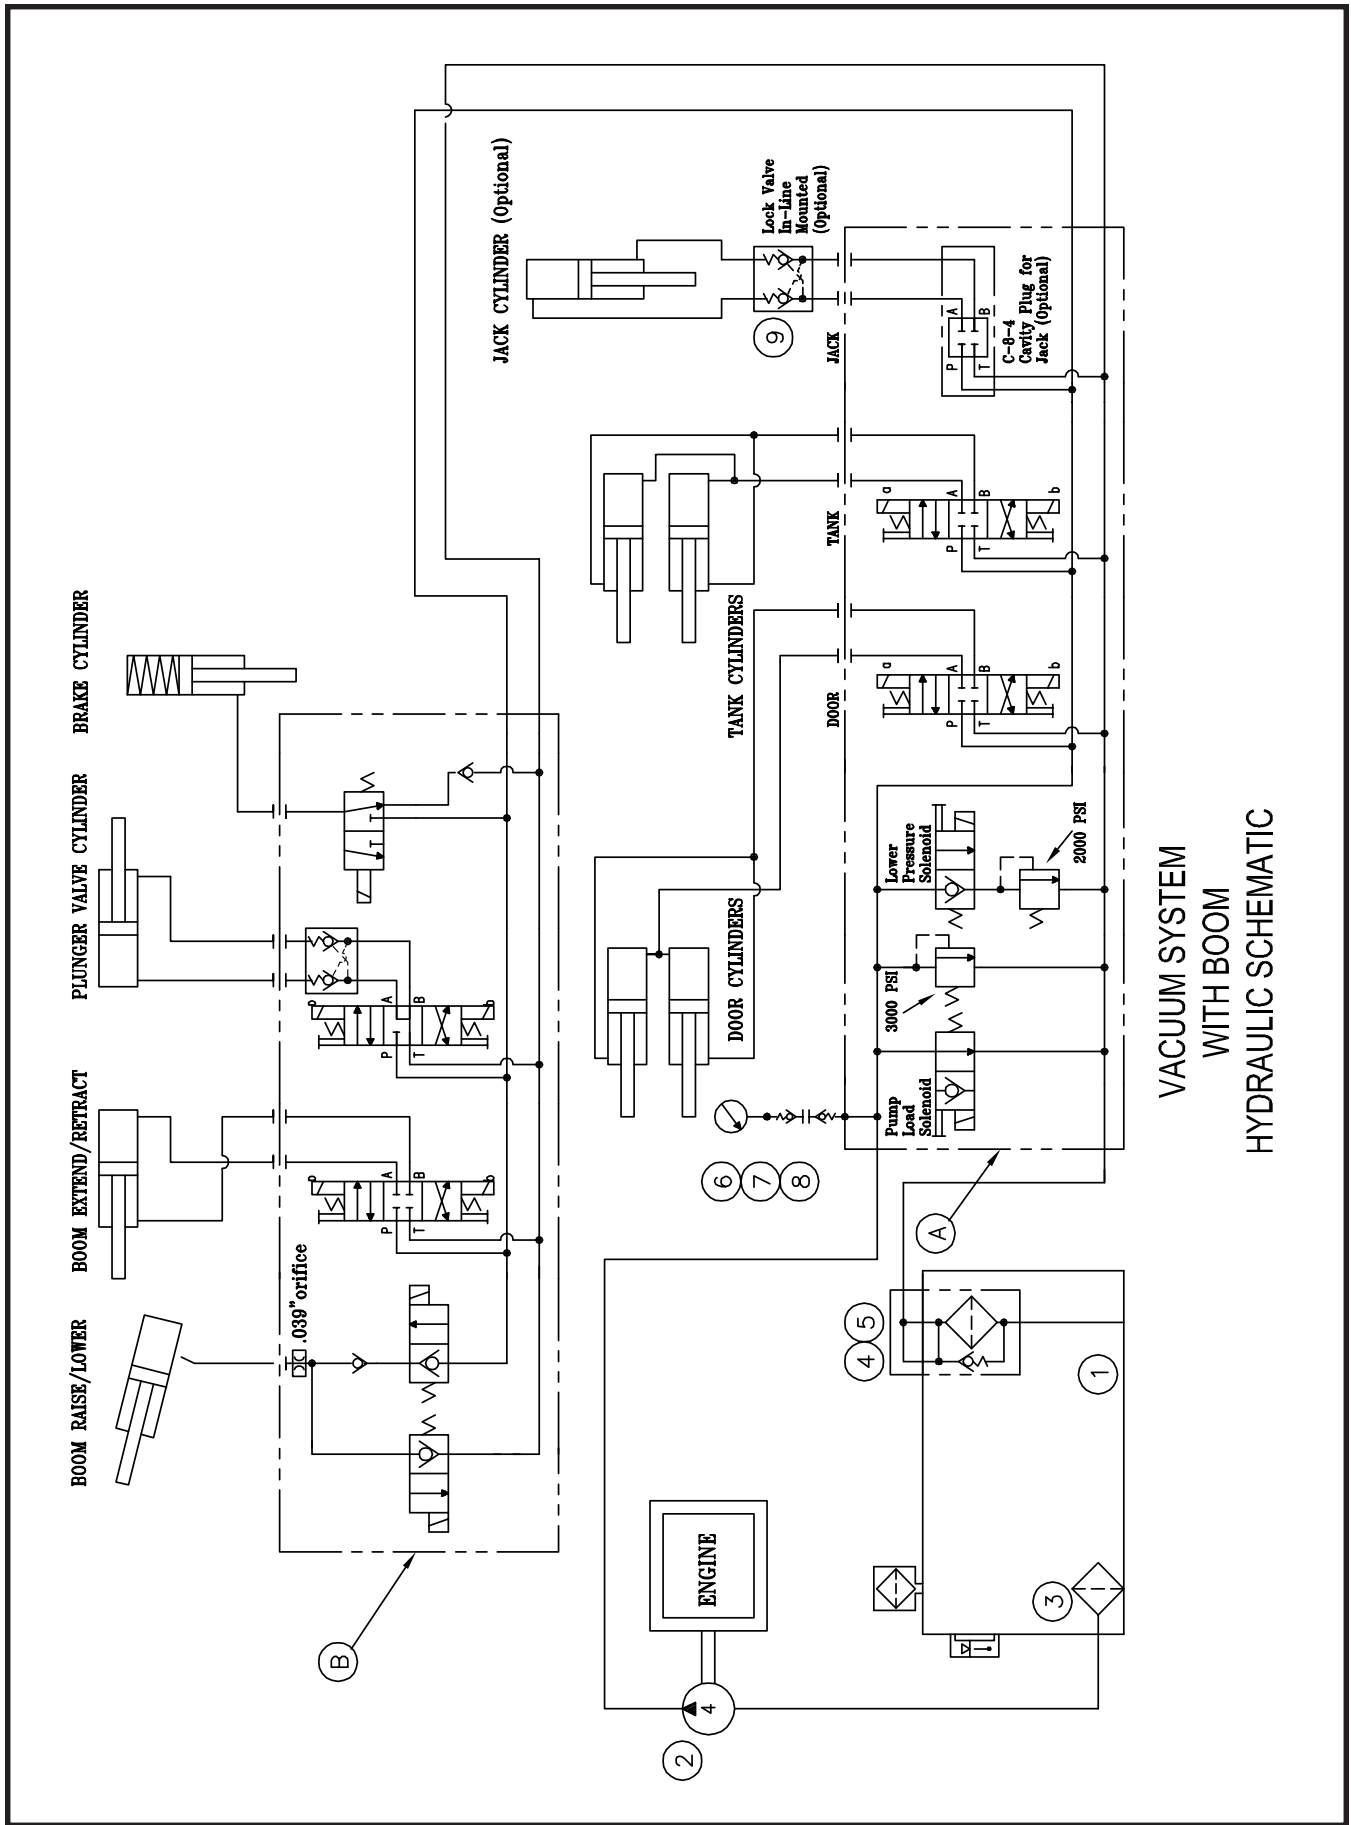 BOOM RAISE/LOWER
BOOM EXTEND/RETRACT
PLUNGER VALVE CYLINDER
BRAKE CYLINDER
.039"orifice
P
T
A
B
P
T
A
B
B
JACK CYLINDER (Optional)
Lock Valve
In-Line
Mounted
(Optional)
9
ENGINE
4
2
DOOR CYLINDERS
TANK CYLINDERS
6
7
8
DOOR
TANK
JACK
Pump
Load
Solenoid
3000 PSI
Lower
Pressure
Solenoid
2000 PSI
a
P
T
A
B
b
a
P
T
A
B
b
P
T
A
B
C-8-4
Cavity Plug for
Jack (Optional)
A
4
5
1
3
VACUUM SYSTEM
WITH BOOM
HYDRAULIC SCHEMATIC